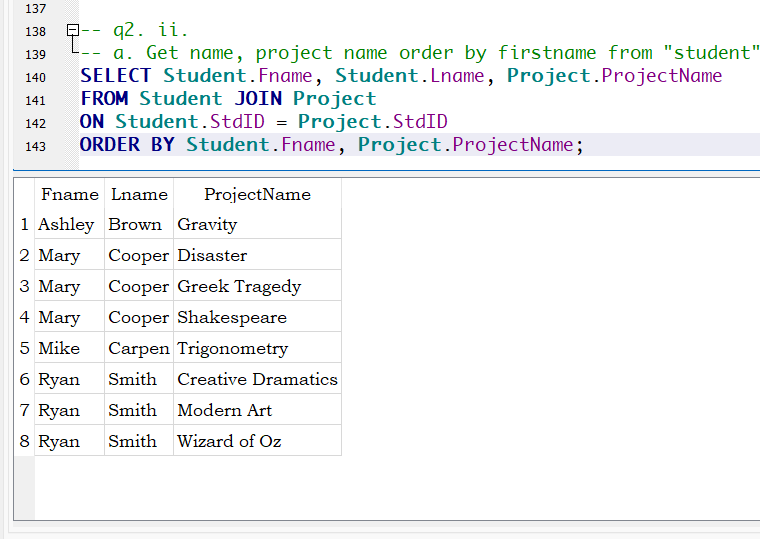 137
138 -- q2. ii.
139 -- a. Get name, project name order by firstname from "student"
140 SELECT Student.Fname, Student.Lname, Project.ProjectName
141 FROM Student JOIN Project
142 ON Student.StdID = Project.StdID
143 ORDER BY Student.Fname, Project.ProjectName;
Fname Lname ProjectName
1 Ashley Brown Gravity
2 Mary Cooper Disaster
3 Mary Cooper Greek Tragedy
4 Mary Cooper Shakespeare
5 Mike Carpen Trigonometry
6 Ryan Smith Creative Dramatics
7 Ryan Smith Modern Art
8 Ryan Smith Wizard of Oz